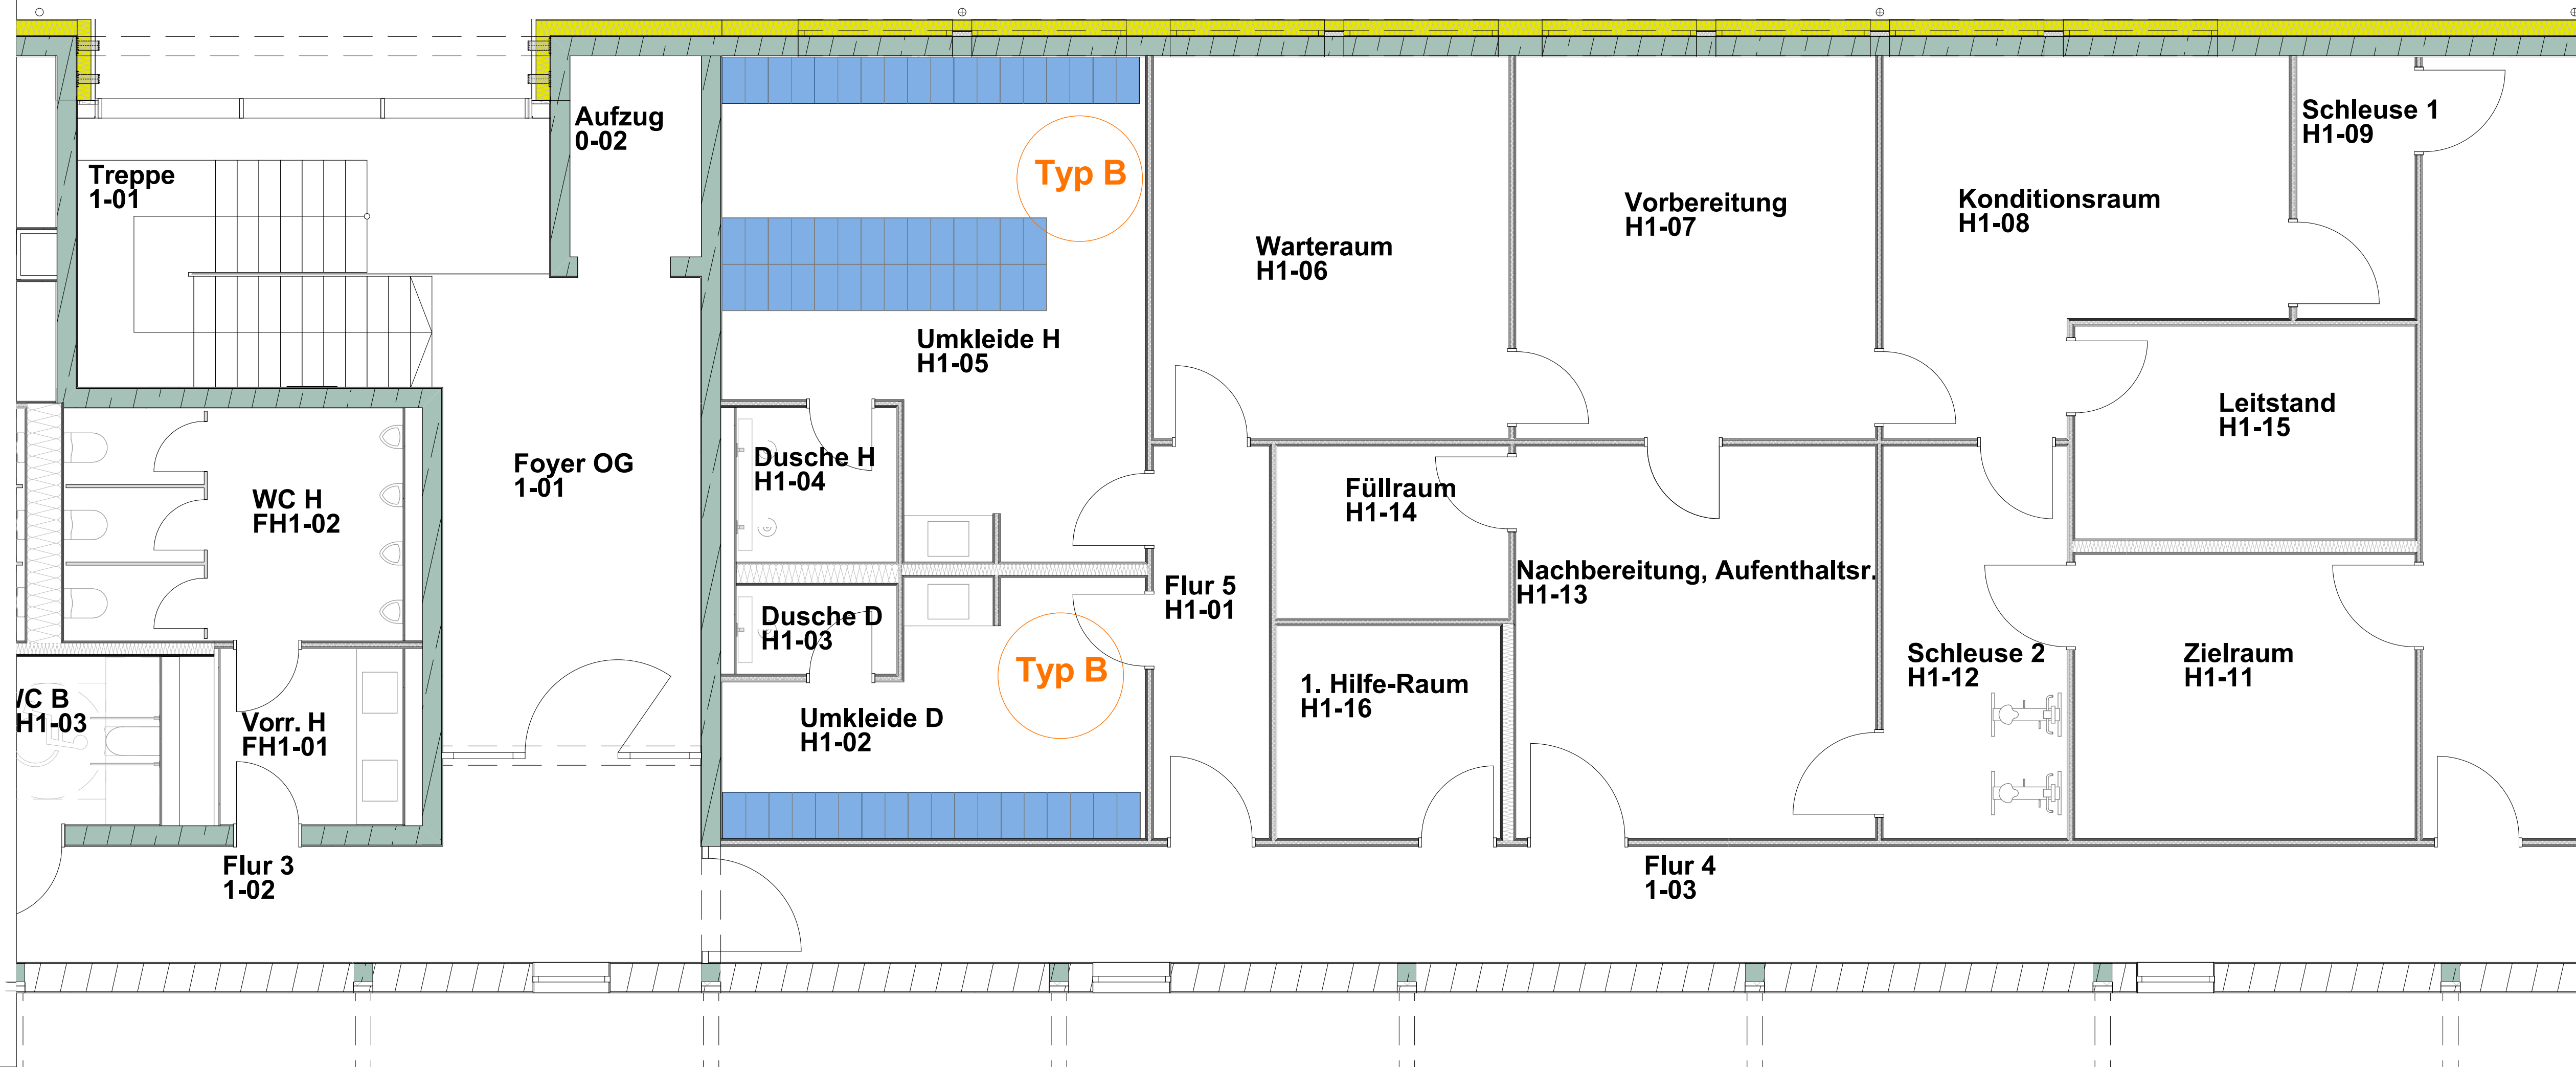 Aufzug
0-02
Treppe
1-01
Typ B
Schleuse 1
H1-09
Vorbereitung
H1-07
Konditionsraum
H1-08
Warteraum
H1-06
Umkleide H
H1-05
Leitstand
H1-15
Dusche H
H1-04
Foyer OG
1-01
WC H
FH1-02
Füllraum
H1-14
Nachbereitung, Aufenthaltsr.
H1-13
Flur 5
H1-01
Dusche D
H1-03
Typ B
Schleuse 2
H1-12
Zielraum
H1-11
1. Hilfe-Raum
H1-16
C B
H1-03
Vorr. H
FH1-01
Umkleide D
H1-02
Flur 3
1-02
Flur 4
1-03